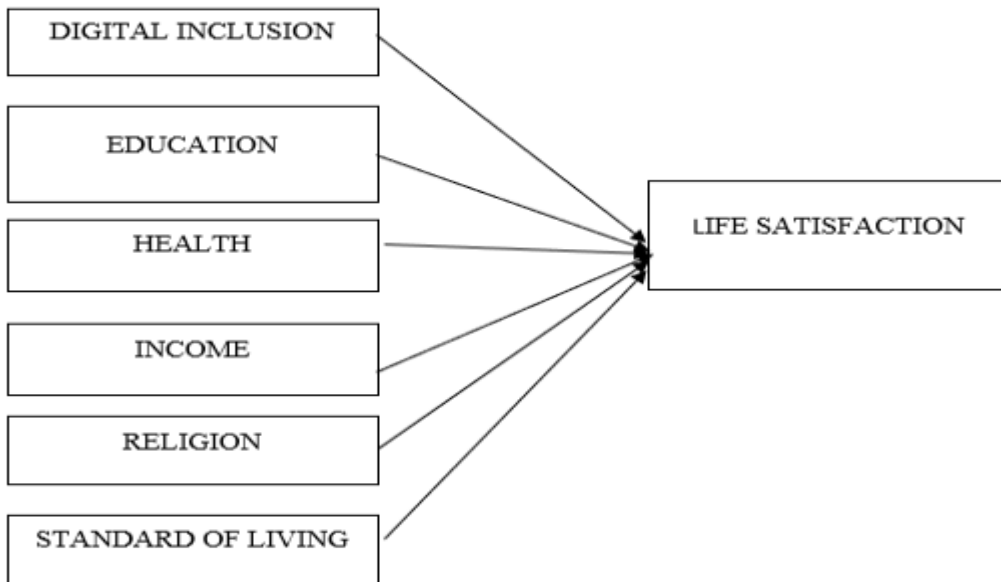 DIGITAL INCLUSION
EDUCATION
HEALTH
INCOME
RELIGION
STANDARD OF LIVING
LIFE SATISFACTION